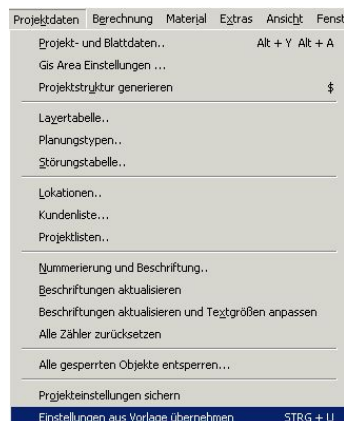 Projektdaten Berechnung Material Extras Ansicht Fenst
Projekt- und Blattdaten.. Alt + Y Alt + A
Gis Area Einstellungen ...
Projektstruktur generieren $
Layertabelle..
Planungstypen..
Störungstabelle..
Lokationen..
Kundenliste...
Projektlisten..
Nummerierung und Beschriftung..
Beschriftungen aktualisieren
Beschriftungen aktualisieren und Textgrößen anpassen
Alle Zähler zurücksetzen
Alle gesperrten Objekte entsperren...
Projekteinstellungen sichern
Einstellungen aus Vorlage übernehmen STRG + U